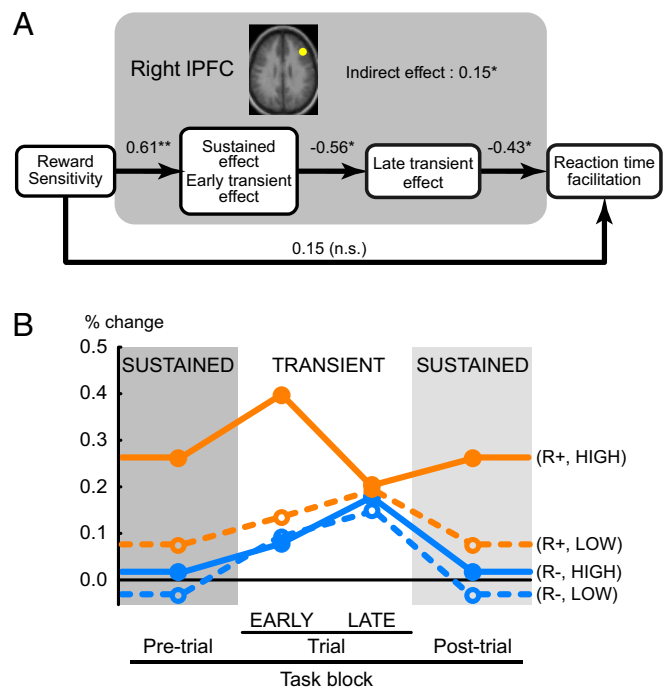 A
Right lPFC
Indirect effect : 0.15*
0.61**
-0.56*
-0.43*
Reward
Sensitivity
Sustained
effect
Early transient
effect
Late transient
effect
Reaction time
facilitation
0.15 (n.s.)
B
% change
0.5
SUSTAINED
TRANSIENT
SUSTAINED
0.4
0.3
(R+, HIGH)
0.2
0.1
(R+, LOW)
(R-, HIGH)
0.0
(R-, LOW)
EARLY
LATE
Pre-trial
Trial
Post-trial
Task block